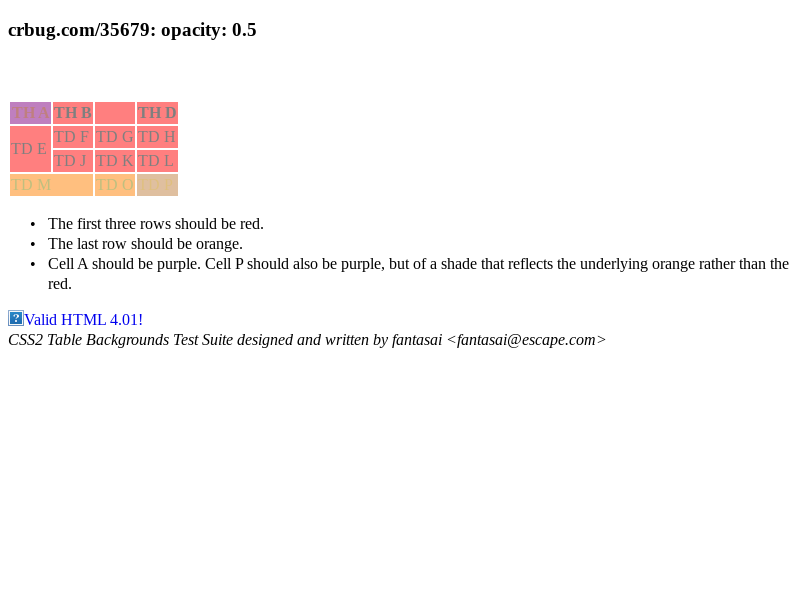 crbug.com/35679: opacity: 0.5
TH A TH B TH D
TD E TD F TD G TD H
TD J TD K TD L
TD M TD O
• The first three rows should be red.
• The last row should be orange.
• Cell A should be purple. Cell P should also be purple, but of a shade that reflects the underlying orange rather than the
red.
Valid HTML 4.01!
CSS2 Table Backgrounds Test Suite designed and written by fantasai <fantasai@escape.com>